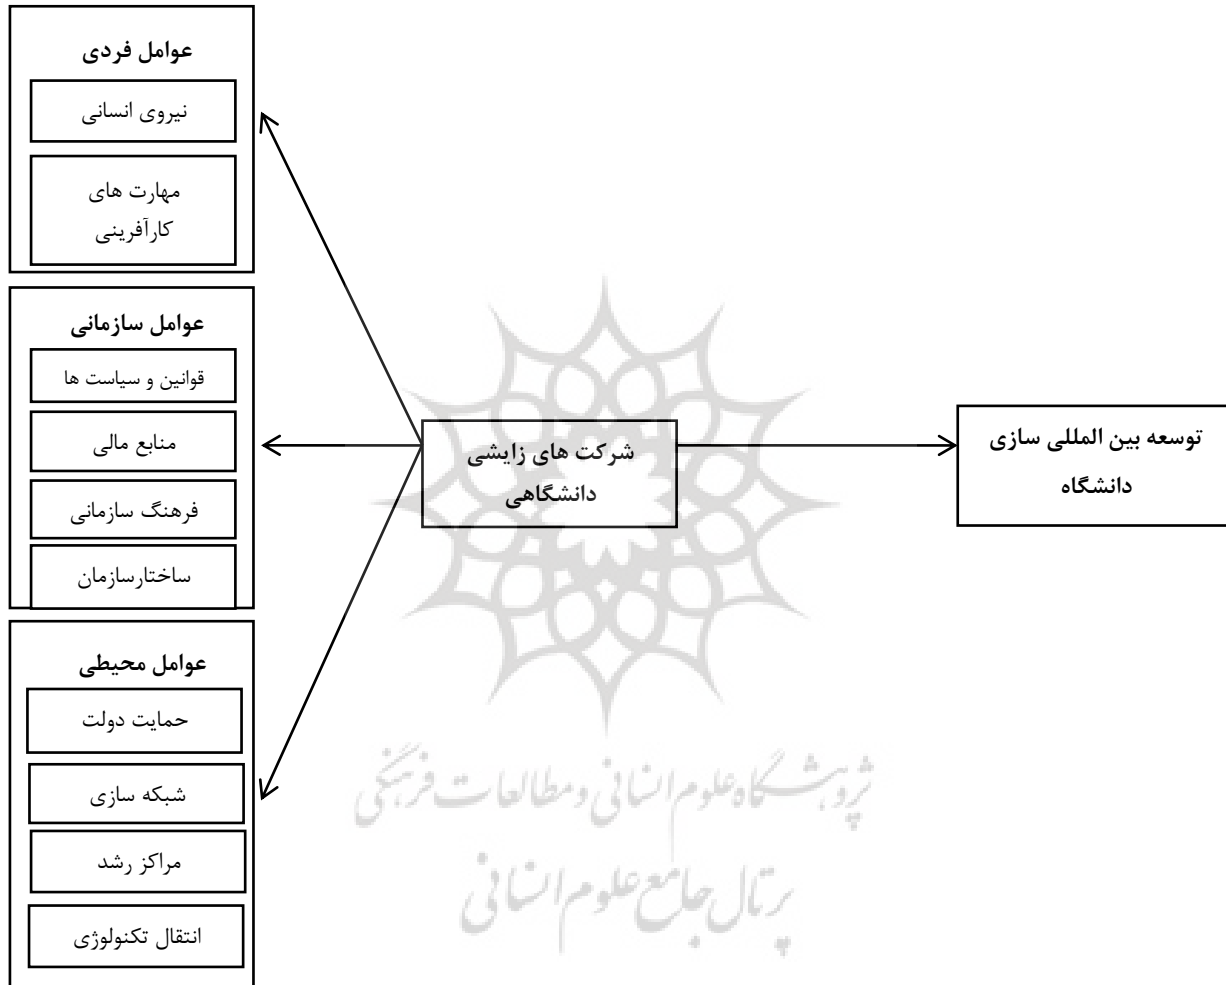 عوامل فردی
نیروی انسانی
مهارت های
کارآفرینی
عوامل سازمانی
قوانین و سیاست ها
منابع مالی
فرهنگ سازمانی
ساختارسازمان
عوامل محیطی
حمایت دولت
شبکه سازی
مراکز رشد
انتقال تکنولوژی
شرکت های زایشی
دانشگاهی
توسعه بین المللی سازی
دانشگاه
پژوهشگاه علوم انسانی و مطالعات فرهنگی
پرتال جامع علوم انسانی